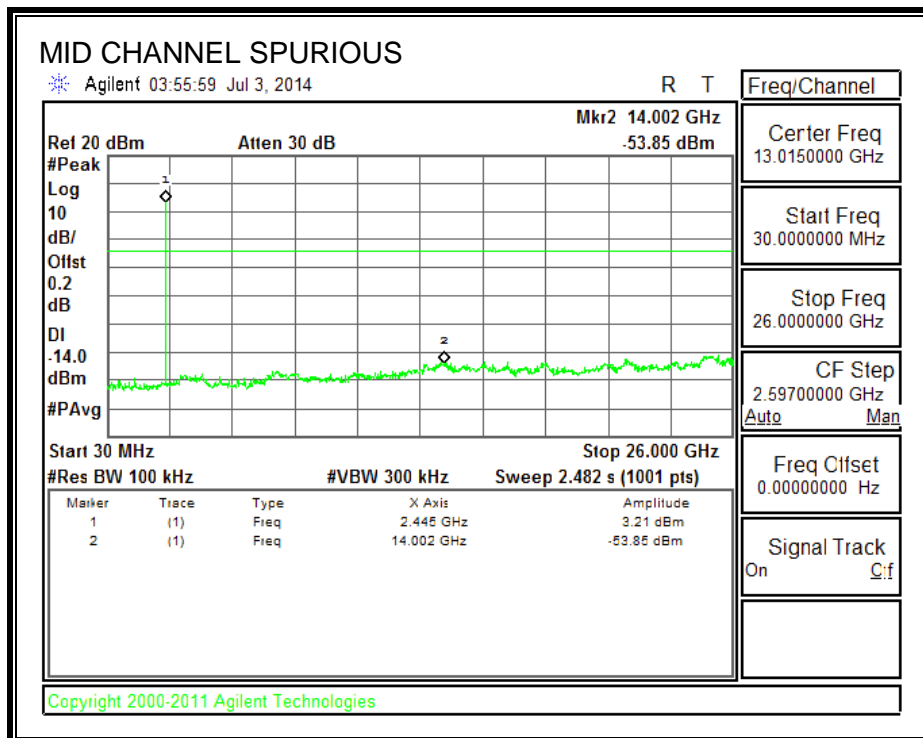 MID CHANNEL SPURIOUS
Agilent 03:55:59 Jul 3, 2014 R T
Freq/Channel
Mkr2 14.002 GHz
Ref 20 dBm Atten 30 dB -53.85 dBm
#Peak
Log
10
dB/
Offst
0.2
dB
DI
-14.0
dBm
#PAvg
1
2
Start 30 MHz Stop 26.000 GHz
#Res BW 100 kHz #VBW 300 kHz Sweep 2.482 s (1001 pts)
Marker Trace Type X Axis Amplitude
1 (1) Freq 2.445 GHz 3.21 dBm
2 (1) Freq 14.002 GHz -53.85 dBm
Center Freq
13.0150000 GHz
Start Freq
30.0000000 MHz
Stop Freq
26.0000000 GHz
CF Step
2.59700000 GHz
Auto Man
Freq Offset
0.00000000 Hz
Signal Track
On Off
Copyright 2000-2011 Agilent Technologies